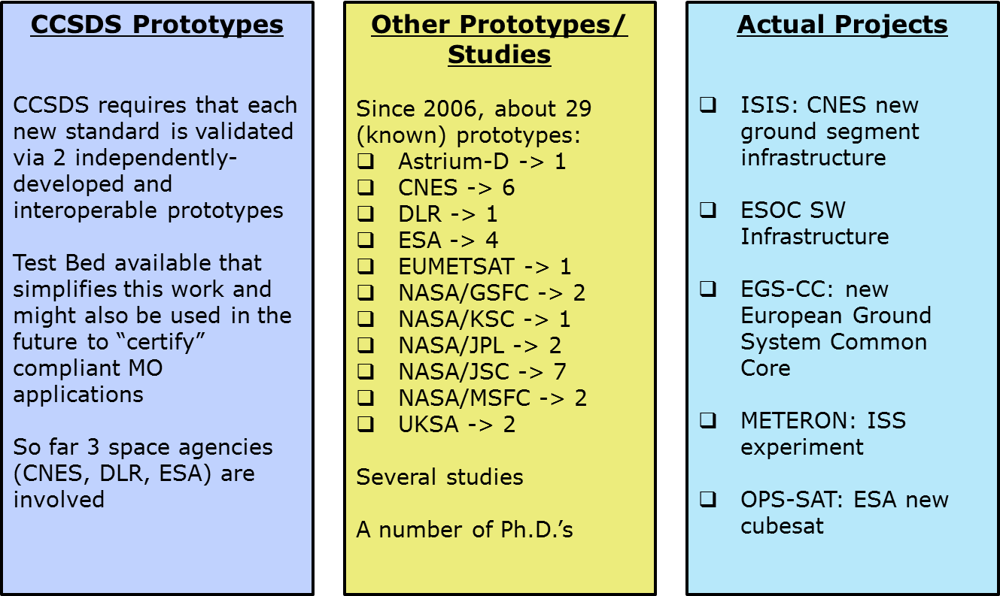 CCSDS Prototypes
CCSDS requires that each
new standard is validated
via 2 independently-
developed and
interoperable prototypes
Test Bed available that
simplifies this work and
might also be used in the
future to “certify”
compliant MO
applications
So far 3 space agencies
(CNES, DLR, ESA) are
involved
Other Prototypes/
Studies
Since 2006, about 29
(known) prototypes:
❑ Astrium-D -> 1
❑ CNES -> 6
❑ DLR -> 1
❑ ESA -> 4
❑ EUMETSAT -> 1
❑ NASA/GSFC -> 2
❑ NASA/KSC -> 1
❑ NASA/JPL -> 2
❑ NASA/JSC -> 7
❑ NASA/MSFC -> 2
❑ UKSA -> 2
Several studies
A number of Ph.D.’s
Actual Projects
❑ ISIS: CNES new
ground segment
infrastructure
❑ ESOC SW
Infrastructure
❑ EGS-CC: new
European Ground
System Common
Core
❑ METERON: ISS
experiment
❑ OPS-SAT: ESA new
cubesat